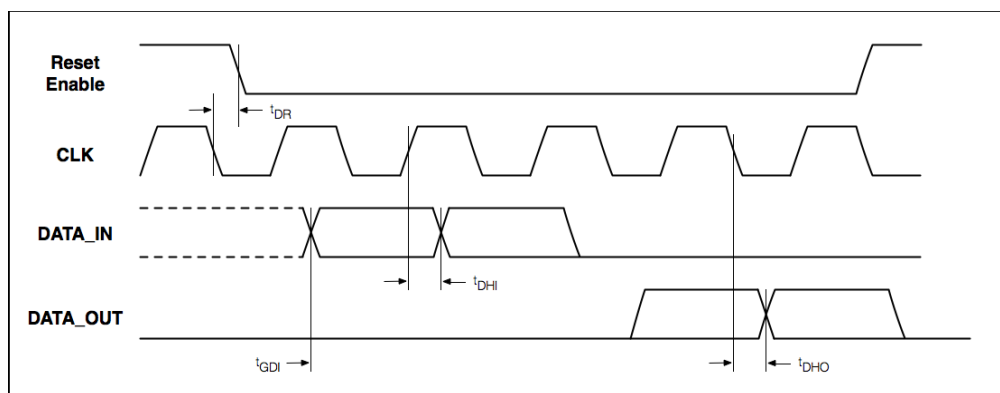 Reset
Enable
tDR
CLK
DATA_IN
tDHI
DATA_OUT
tGDI
tDHO